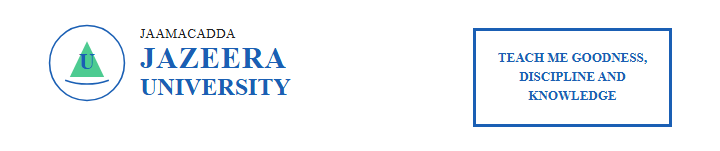 JAAMACADDA
JAZEERA
UNIVERSITY
U
TEACH ME GOODNESS,
DISCIPLINE AND
KNOWLEDGE